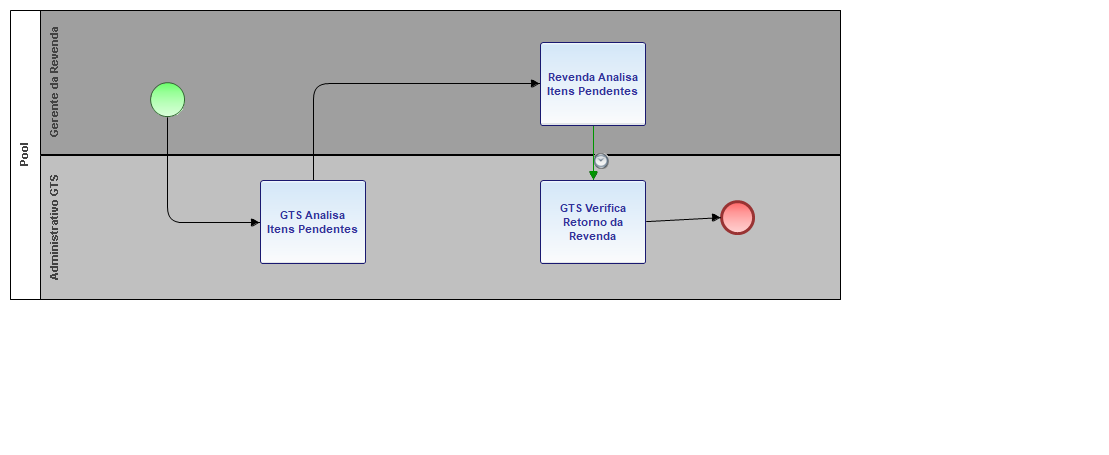 Pool
Gerente da Revenda
Revenda Analisa
Itens Pendentes
Administrativo GTS
GTS Analisa
Itens Pendentes
GTS Verifica
Retorno da
Revenda